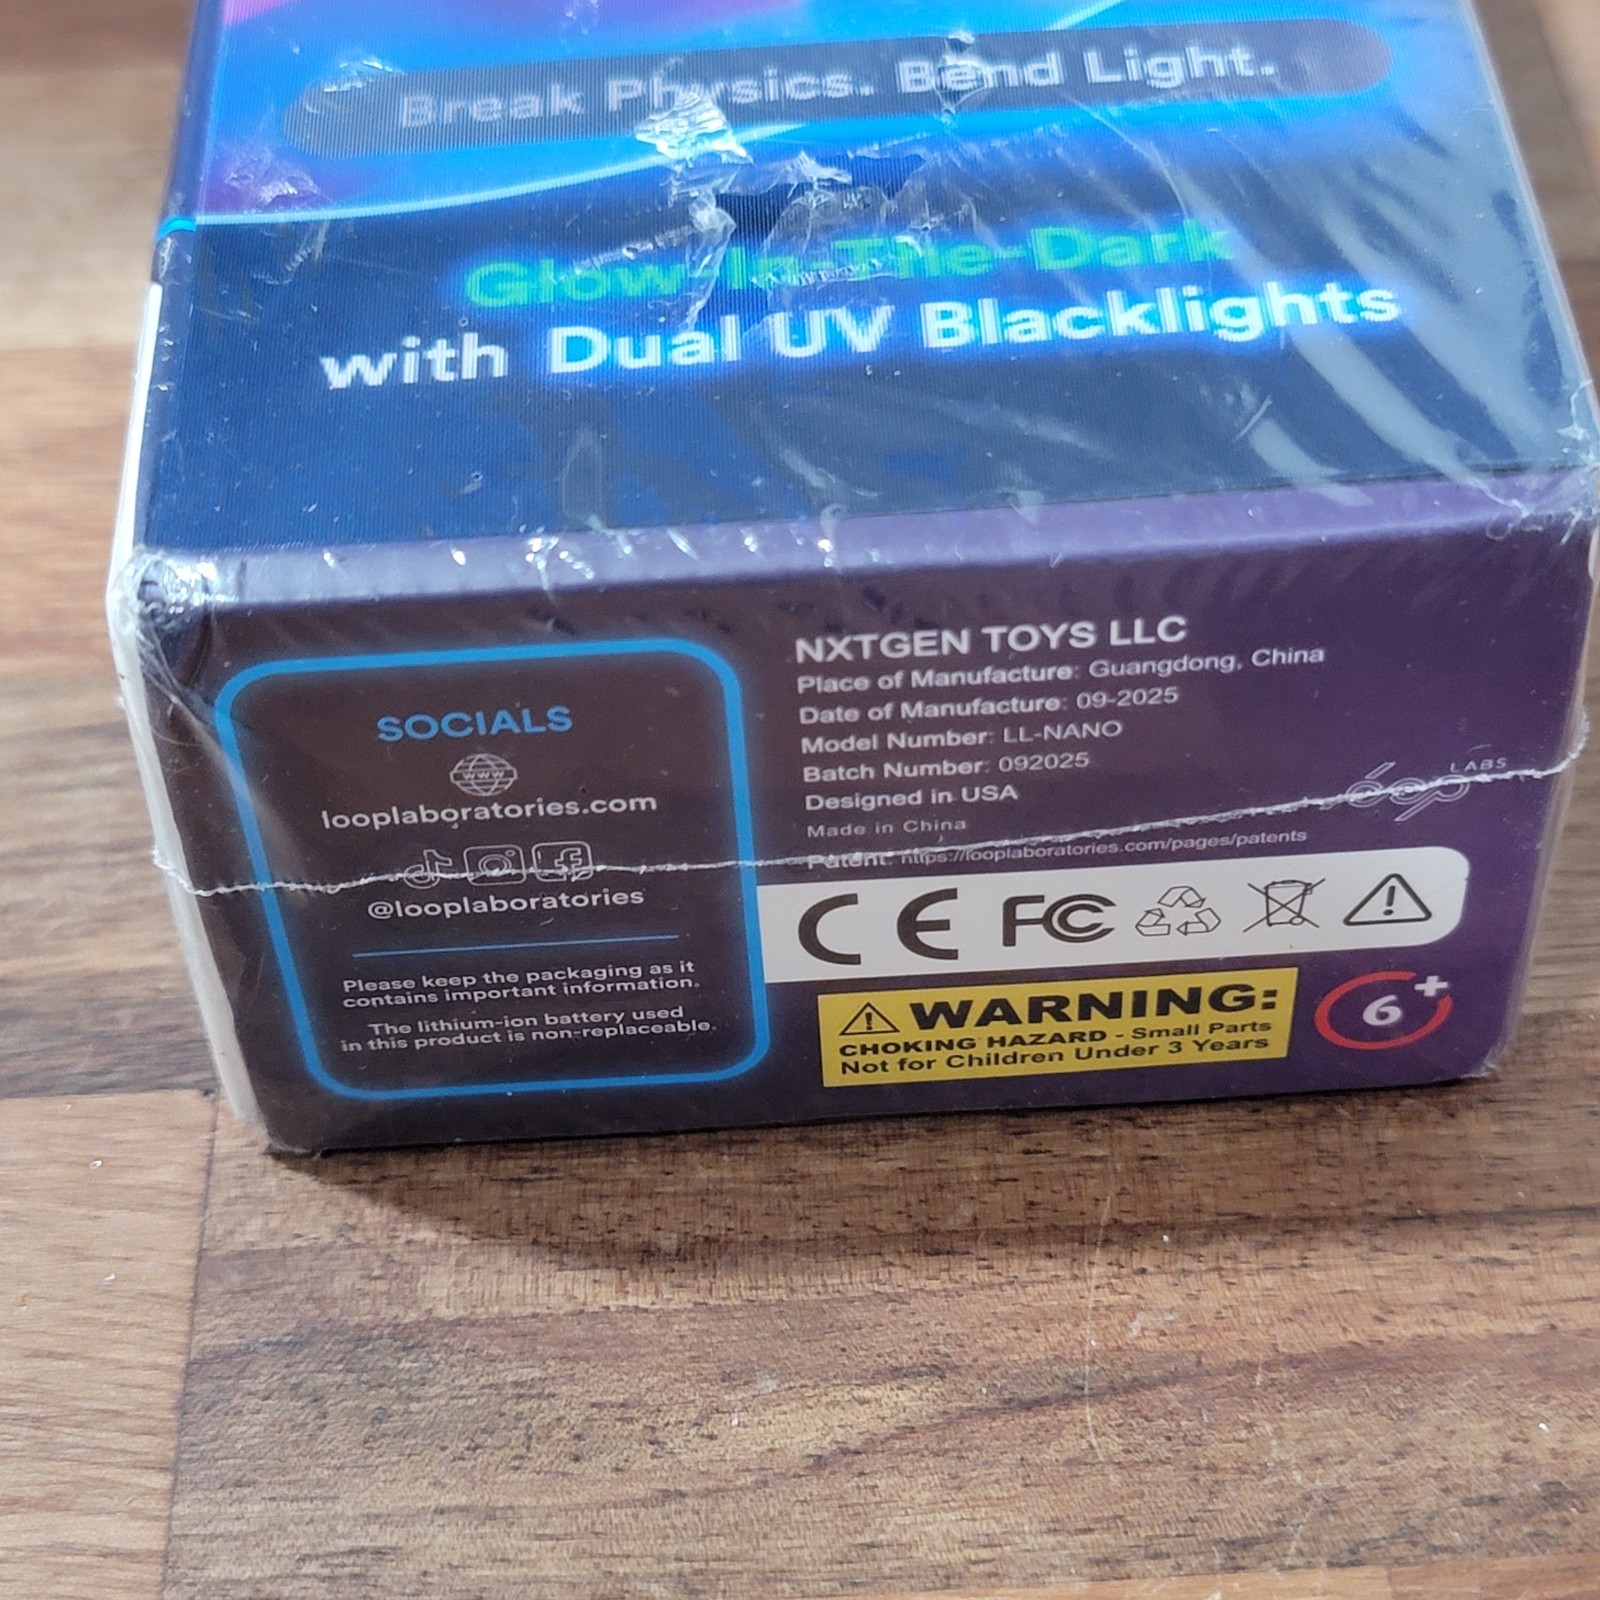 Break Physics. Bend Light.
Glow-In-The-Dark
with Dual UV Blacklights
SOCIALS
www
looplaboratories.com
@looplaboratories
Please keep the packaging as it
contains important information.
The lithium-ion battery used
in this product is non-replaceable.
NXTGEN TOYS LLC
Place of Manufacture: Guangdong, China
Date of Manufacture: 09-2025
Model Number: LL-NANO
Batch Number: 092025
Designed in USA
Made in China
Patent: https://looplaboratories.com/pages/patents
loop LABS
CE FC
WARNING:
CHOKING HAZARD - Small Parts
Not for Children Under 3 Years
6+